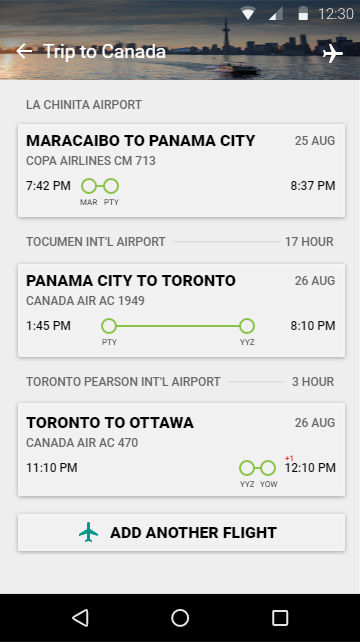 12:30
Trip to Canada
LA CHINITA AIRPORT
MARACAIBO TO PANAMA CITY 25 AUG
COPA AIRLINES CM 713
7:42 PM 8:37 PM
MAR PTY
TOCUMEN INT'L AIRPORT 17 HOUR
PANAMA CITY TO TORONTO 26 AUG
CANADA AIR AC 1949
1:45 PM 8:10 PM
PTY YYZ
TORONTO PEARSON INT'L AIRPORT 3 HOUR
TORONTO TO OTTAWA 26 AUG
CANADA AIR AC 470
+1
11:10 PM 12:10 PM
YYZ YOW
ADD ANOTHER FLIGHT